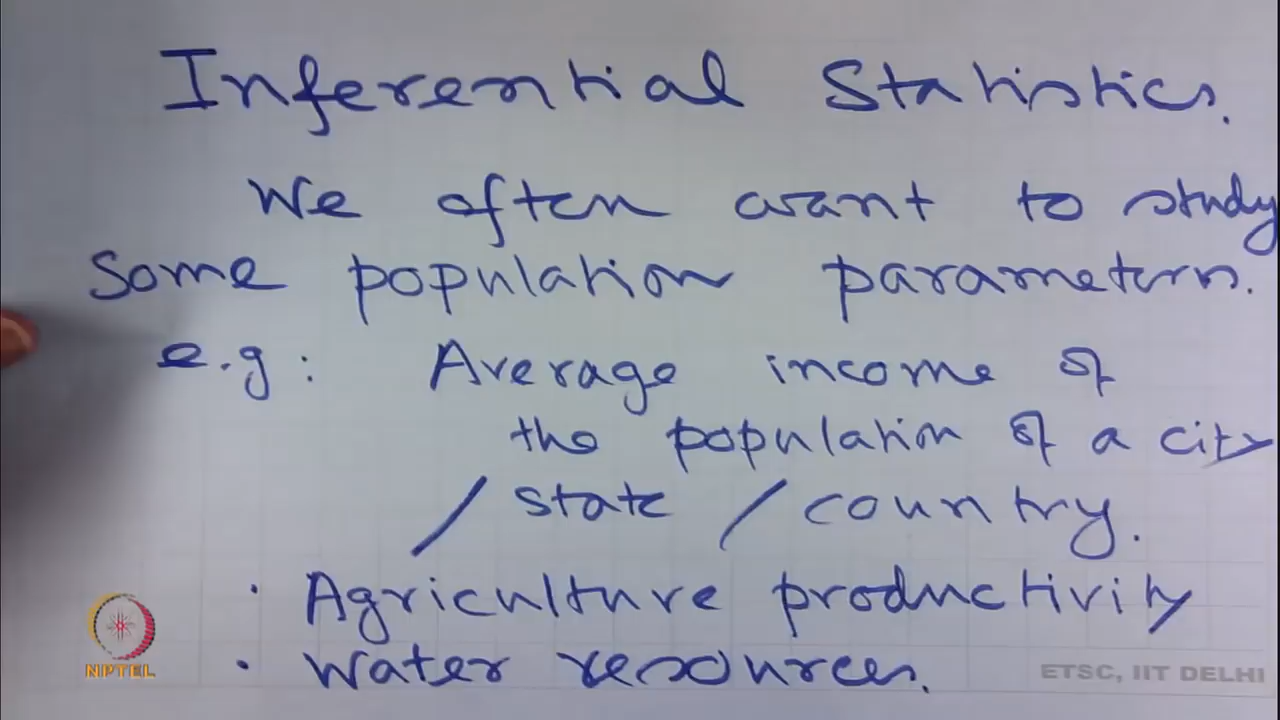 Inferential Statistics.
We often want to study
Some population parameters.
e.g: Average income of
the population of a city
/ state / country.
· Agriculture productivity
· Water resources.
NPTEL
ETSC, IIT DELHI